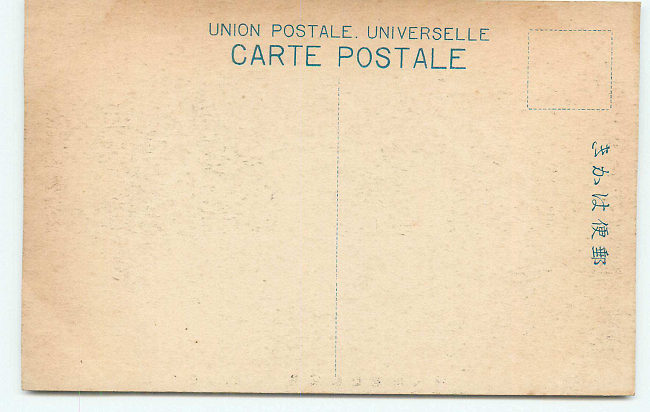 UNION POSTALE. UNIVERSELLE
CARTE POSTALE
きかは便郵